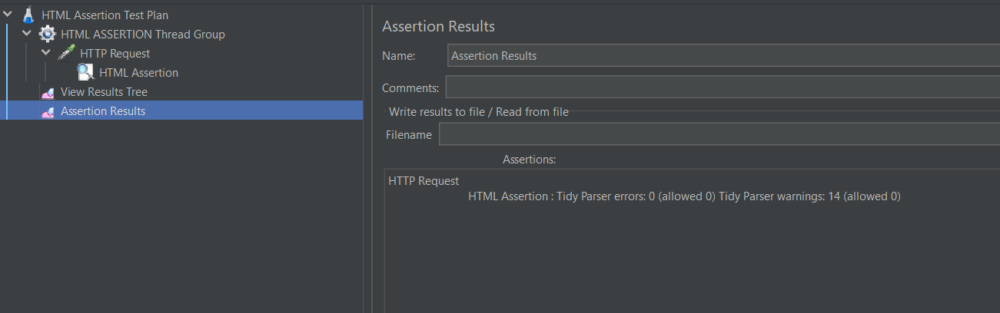 HTML Assertion Test Plan
HTML ASSERTION Thread Group
HTTP Request
HTML Assertion
View Results Tree
Assertion Results
Assertion Results
Name: Assertion Results
Comments:
Write results to file / Read from file
Filename
Assertions:
HTTP Request
HTML Assertion : Tidy Parser errors: 0 (allowed 0) Tidy Parser warnings: 14 (allowed 0)